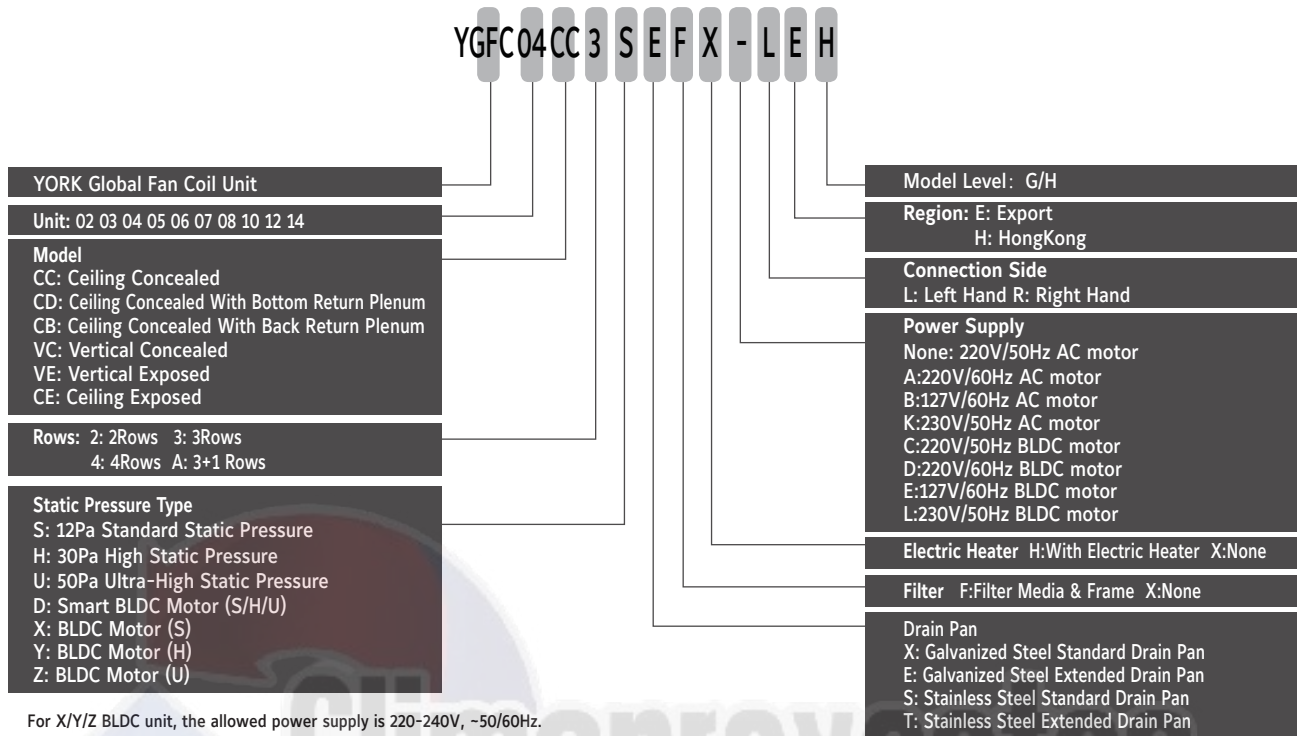 YGFC04CC3SEFX-LEH
YORK Global Fan Coil Unit
Unit: 02 03 04 05 06 07 08 10 12 14
Model
CC: Ceiling Concealed
CD: Ceiling Concealed With Bottom Return Plenum
CB: Ceiling Concealed With Back Return Plenum
VC: Vertical Concealed
VE: Vertical Exposed
CE: Ceiling Exposed
Rows: 2: 2Rows 3: 3Rows
4: 4Rows A: 3+1 Rows
Static Pressure Type
S: 12Pa Standard Static Pressure
H: 30Pa High Static Pressure
U: 50Pa Ultra-High Static Pressure
D: Smart BLDC Motor (S/H/U)
X: BLDC Motor (S)
Y: BLDC Motor (H)
Z: BLDC Motor (U)
For X/Y/Z BLDC unit, the allowed power supply is 220-240V, ~50/60Hz.
Model Level: G/H
Region: E: Export
H: HongKong
Connection Side
L: Left Hand R: Right Hand
Power Supply
None: 220V/50Hz AC motor
A:220V/60Hz AC motor
B:127V/60Hz AC motor
K:230V/50Hz AC motor
C:220V/50Hz BLDC motor
D:220V/60Hz BLDC motor
E:127V/60Hz BLDC motor
L:230V/50Hz BLDC motor
Electric Heater H:With Electric Heater X:None
Filter F:Filter Media & Frame X:None
Drain Pan
X: Galvanized Steel Standard Drain Pan
E: Galvanized Steel Extended Drain Pan
S: Stainless Steel Standard Drain Pan
T: Stainless Steel Extended Drain Pan